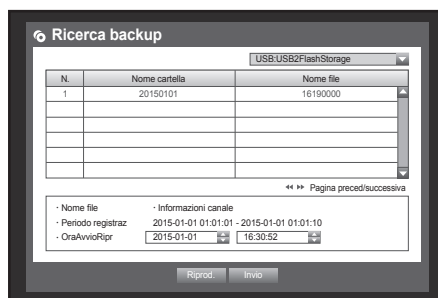 Ricerca backup
USB:USB2FlashStorage
N. Nome cartella Nome file
1 20150101 16190000
Pagina preced/successiva
· Nome file · Informazioni canale
· Periodo registraz 2015-01-01 01:01:01 - 2015-01-01 01:01:10
· OraAvvioRipr 2015-01-01 16:30:52
Riprod. Invio